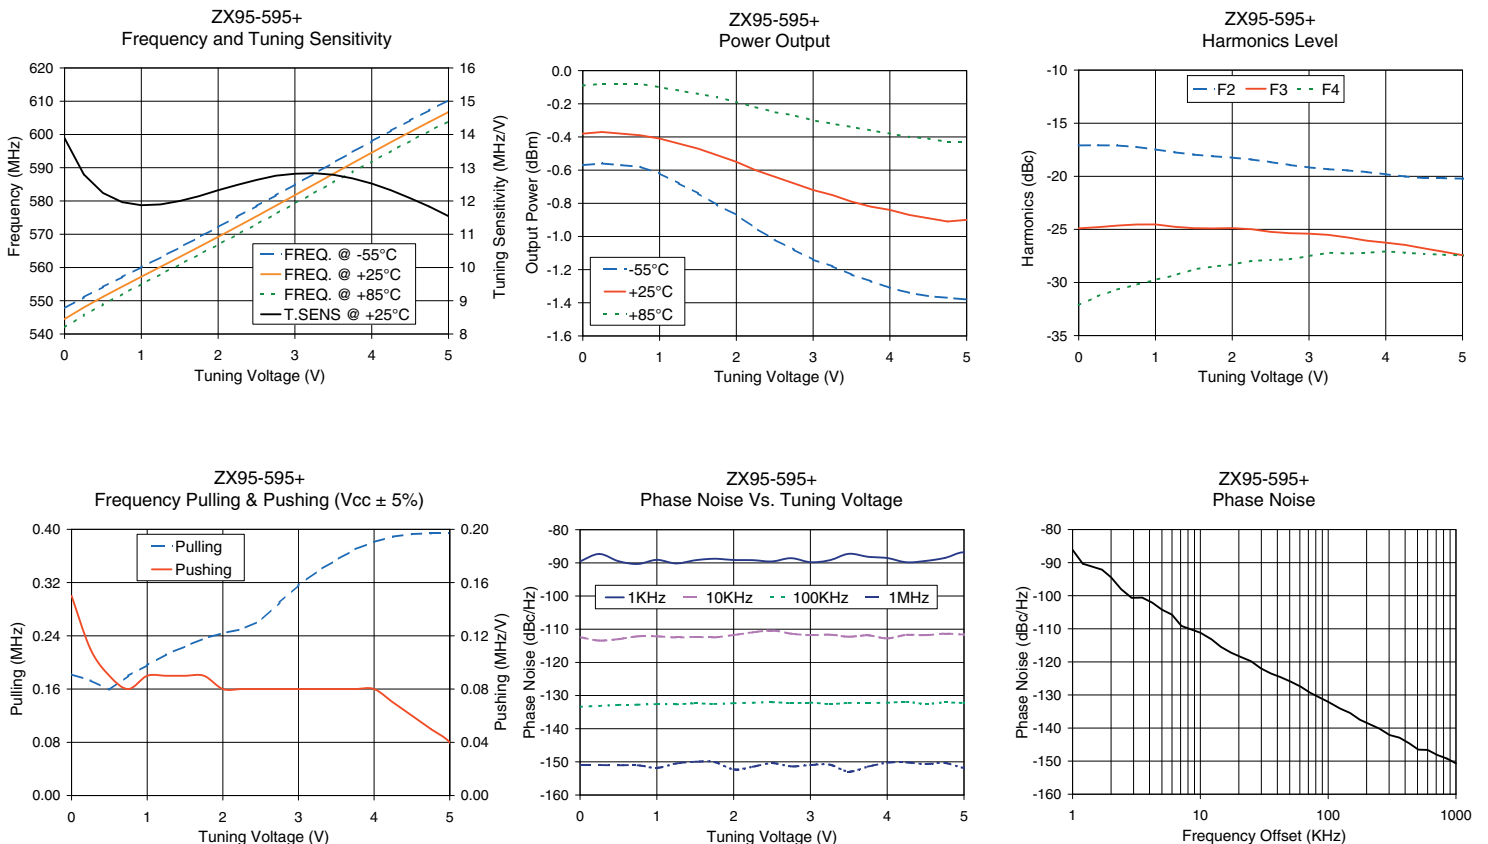 ZX95-595+
Frequency and Tuning Sensitivity
620
610
600
590
580
570
560
550
540
16
15
14
13
12
11
10
9
8
Frequency (MHz)
Tuning Sensitivity (MHz/V)
FREQ. @ -55°C
FREQ. @ +25°C
FREQ. @ +85°C
T.SENS @ +25°C
0 1 2 3 4 5
Tuning Voltage (V)
ZX95-595+
Power Output
0.0
-0.2
-0.4
-0.6
-0.8
-1.0
-1.2
-1.4
-1.6
Output Power (dBm)
-55°C
+25°C
+85°C
0 1 2 3 4 5
Tuning Voltage (V)
ZX95-595+
Harmonics Level
-10
-15
-20
-25
-30
-35
Harmonics (dBc)
F2 F3 F4
0 1 2 3 4 5
Tuning Voltage (V)
ZX95-595+
Frequency Pulling & Pushing (Vcc ± 5%)
0.40
0.32
0.24
0.16
0.08
0.00
0.20
0.16
0.12
0.08
0.04
0.00
Pulling (MHz)
Pushing (MHz/V)
Pulling
Pushing
0 1 2 3 4 5
Tuning Voltage (V)
ZX95-595+
Phase Noise Vs. Tuning Voltage
-80
-90
-100
-110
-120
-130
-140
-150
-160
Phase Noise (dBc/Hz)
1KHz 10KHz 100KHz 1MHz
0 1 2 3 4 5
Tuning Voltage (V)
ZX95-595+
Phase Noise
-80
-90
-100
-110
-120
-130
-140
-150
-160
Phase Noise (dBc/Hz)
1 10 100 1000
Frequency Offset (KHz)